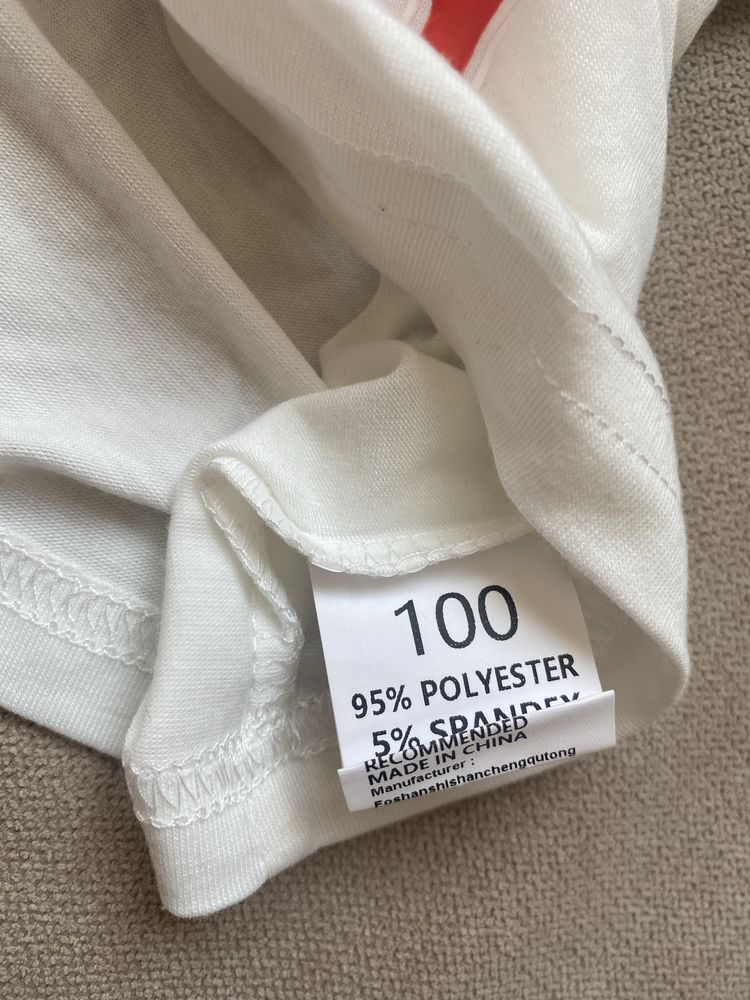 100
95% POLYESTER
5% SPANDEX
RECOMMENDED
MADE IN CHINA
Manufacturer :
Foshanshishanchengqutong